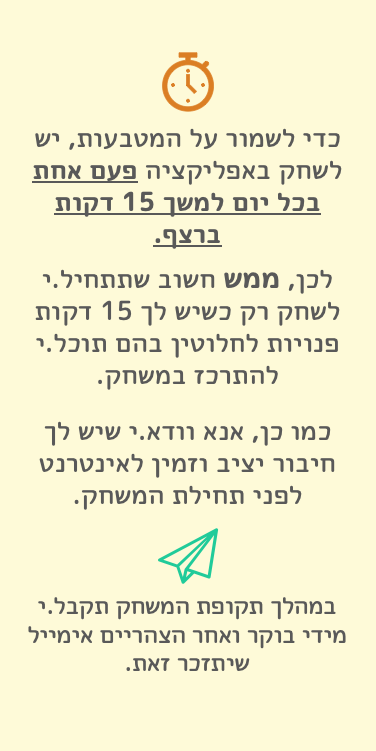 כדי לשמור על המטבעות, יש
לשחק באפליקציה פעם אחת
בכל יום למשך 15 דקות
ברצף.
לכן, ממש חשוב שתתחיל.י
לשחק רק כשיש לך 15 דקות
פנויות לחלוטין בהם תוכל.י
להתרכז במשחק.
כמו כן, אנא וודא.י שיש לך
חיבור יציב וזמין לאינטרנט
לפני תחילת המשחק.
במהלך תקופת המשחק תקבל.י
מידי בוקר ואחר הצהריים אימייל
שיתזכר זאת.